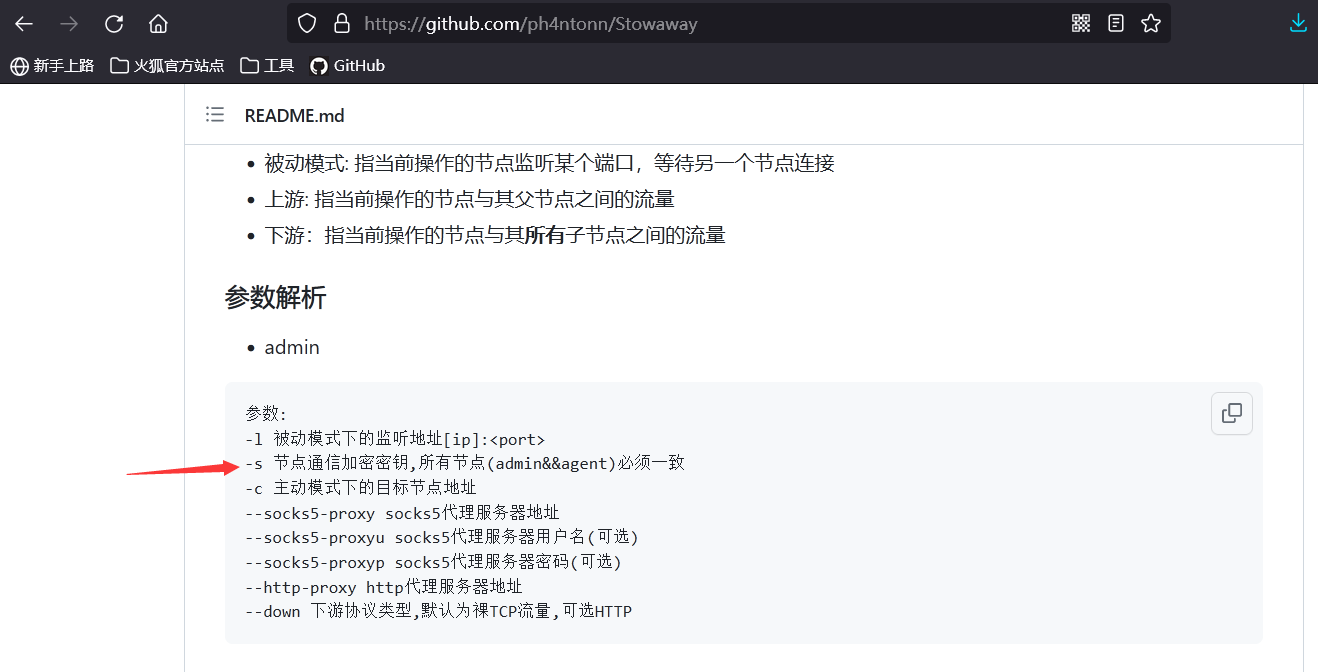 https://github.com/ph4ntonn/Stowaway
新手上路 火狐官方站点 工具 GitHub
README.md
被动模式: 指当前操作的节点监听某个端口，等待另一个节点连接
上游: 指当前操作的节点与其父节点之间的流量
下游：指当前操作的节点与其所有子节点之间的流量
参数解析
admin
参数:
-l 被动模式下的监听地址[ip]:<port>
-s 节点通信加密密钥,所有节点(admin&&agent)必须一致
-c 主动模式下的目标节点地址
--socks5-proxy socks5代理服务器地址
--socks5-proxyu socks5代理服务器用户名(可选)
--socks5-proxyp socks5代理服务器密码(可选)
--http-proxy http代理服务器地址
--down 下游协议类型,默认为裸TCP流量,可选HTTP